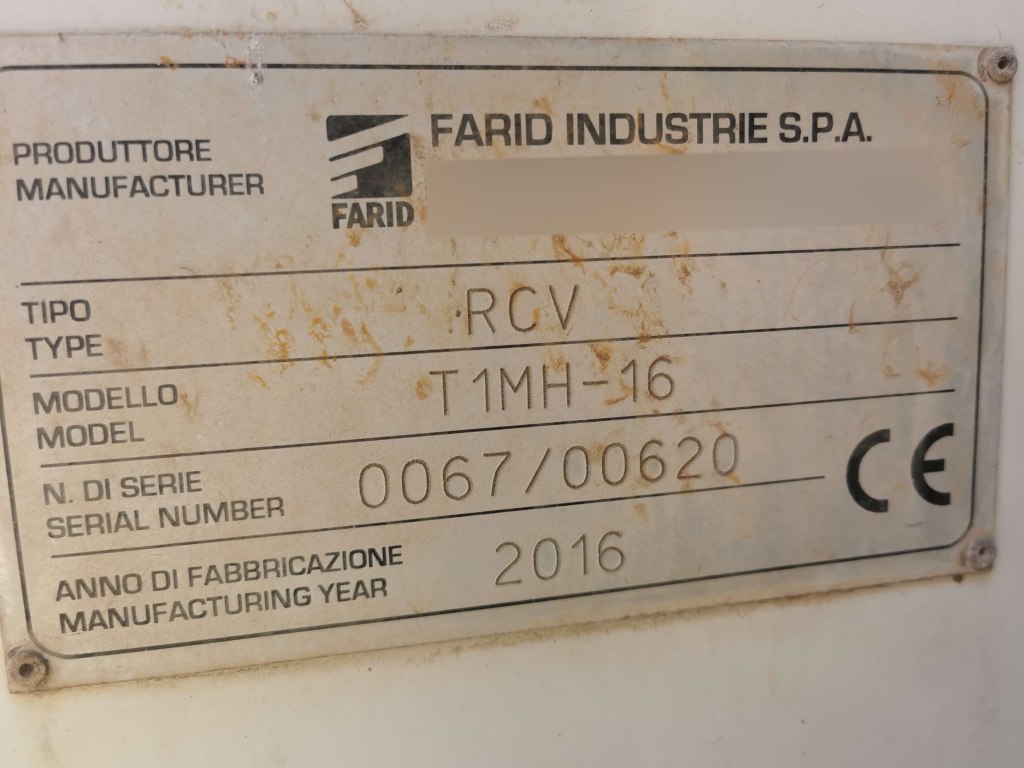 PRODUTTORE
MANUFACTURER
FARID
FARID INDUSTRIE S.P.A.
TIPO
TYPE
RCV
MODELLO
MODEL
T1MH-16
N. DI SERIE
SERIAL NUMBER
0067/00620
CE
ANNO DI FABBRICAZIONE
MANUFACTURING YEAR
2016